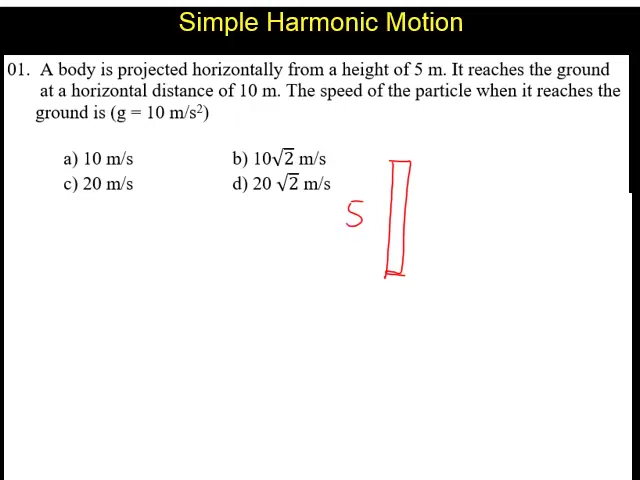 Simple Harmonic Motion
01. A body is projected horizontally from a height of 5 m. It reaches the ground
at a horizontal distance of 10 m. The speed of the particle when it reaches the
ground is (g = 10 m/s²)
a) 10 m/s b) 10√2 m/s
c) 20 m/s d) 20 √2 m/s
5